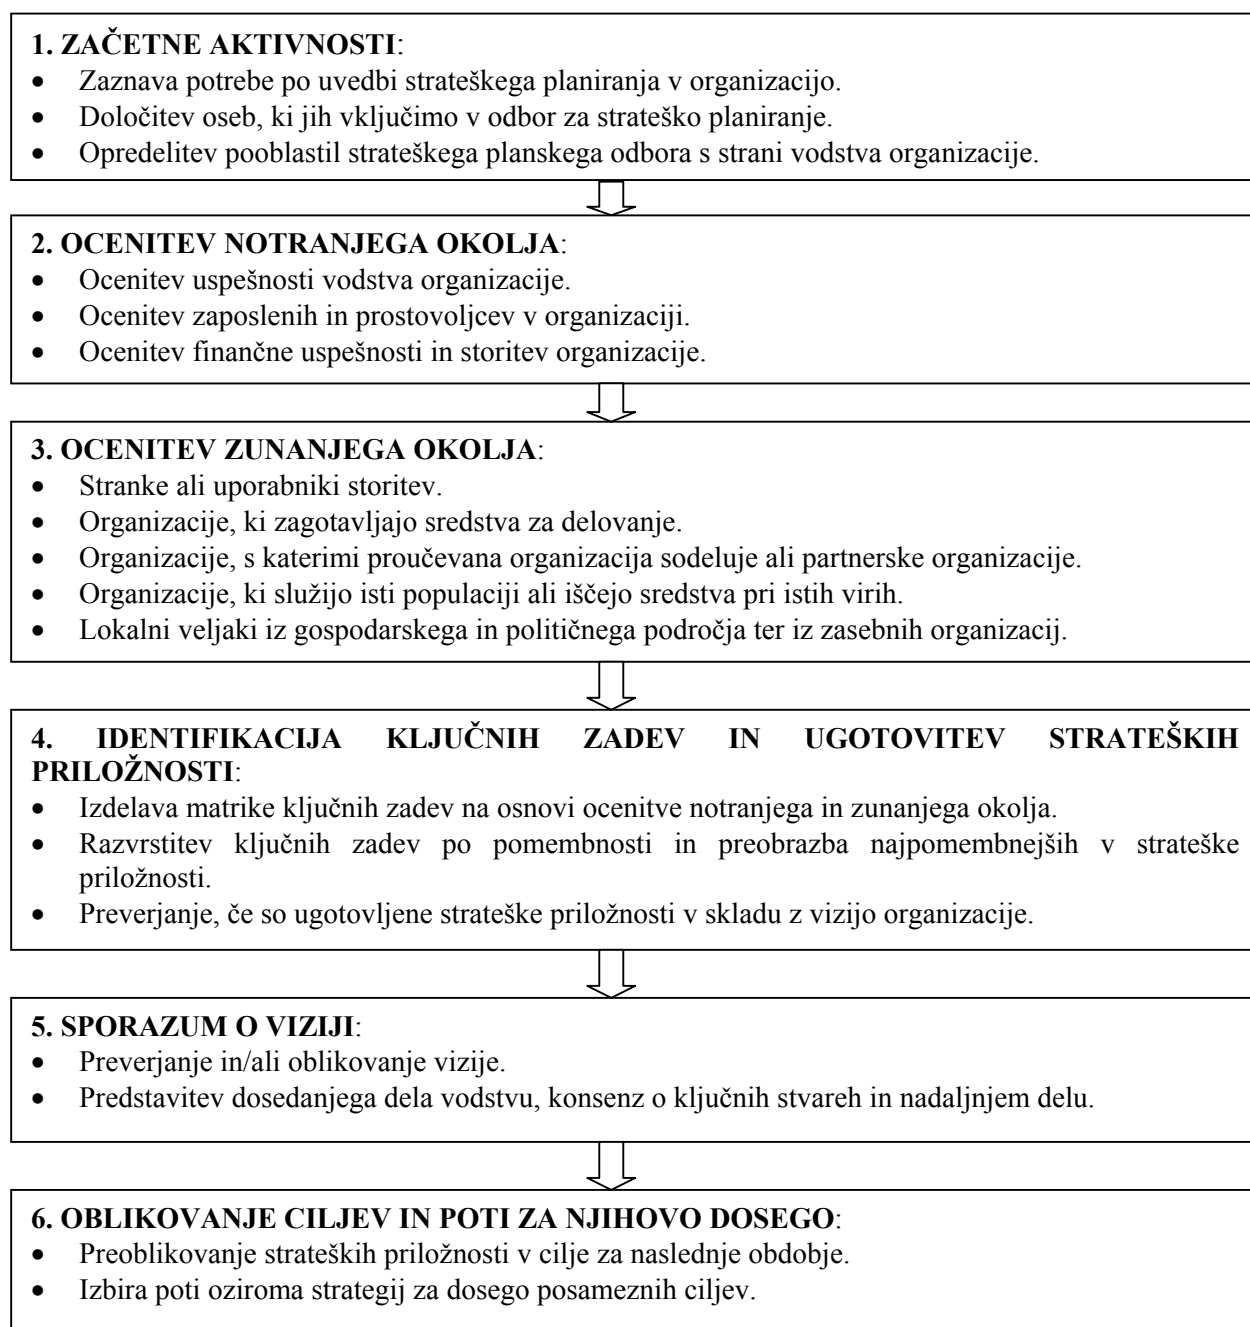 1. ZAČETNE AKTIVNOSTI:
• Zaznava potrebe po uvedbi strateškega planiranja v organizacijo.
• Določitev oseb, ki jih vključimo v odbor za strateško planiranje.
• Opredelitev pooblastil strateškega planskega odbora s strani vodstva organizacije.
2. OCENITEV NOTRANJEGA OKOLJA:
• Ocenitev uspešnosti vodstva organizacije.
• Ocenitev zaposlenih in prostovoljcev v organizaciji.
• Ocenitev finančne uspešnosti in storitev organizacije.
3. OCENITEV ZUNANJEGA OKOLJA:
• Stranke ali uporabniki storitev.
• Organizacije, ki zagotavljajo sredstva za delovanje.
• Organizacije, s katerimi proučevana organizacija sodeluje ali partnerske organizacije.
• Organizacije, ki služijo isti populaciji ali iščejo sredstva pri istih virih.
• Lokalni veljaki iz gospodarskega in političnega področja ter iz zasebnih organizacij.
4. IDENTIFIKACIJA KLJUČNIH ZADEV IN UGOTOVITEV STRATEŠKIH
PRILOŽNOSTI:
• Izdelava matrike ključnih zadev na osnovi ocenitve notranjega in zunanjega okolja.
• Razvrstitev ključnih zadev po pomembnosti in preobrazba najpomembnejših v strateške
priložnosti.
• Preverjanje, če so ugotovljene strateške priložnosti v skladu z vizijo organizacije.
5. SPORAZUM O VIZIJI:
• Preverjanje in/ali oblikovanje vizije.
• Predstavitev dosedanjega dela vodstvu, konsenz o ključnih stvareh in nadaljnjem delu.
6. OBLIKOVANJE CILJEV IN POTI ZA NJIHOVO DOSEGO:
• Preoblikovanje strateških priložnosti v cilje za naslednje obdobje.
• Izbira poti oziroma strategij za dosego posameznih ciljev.